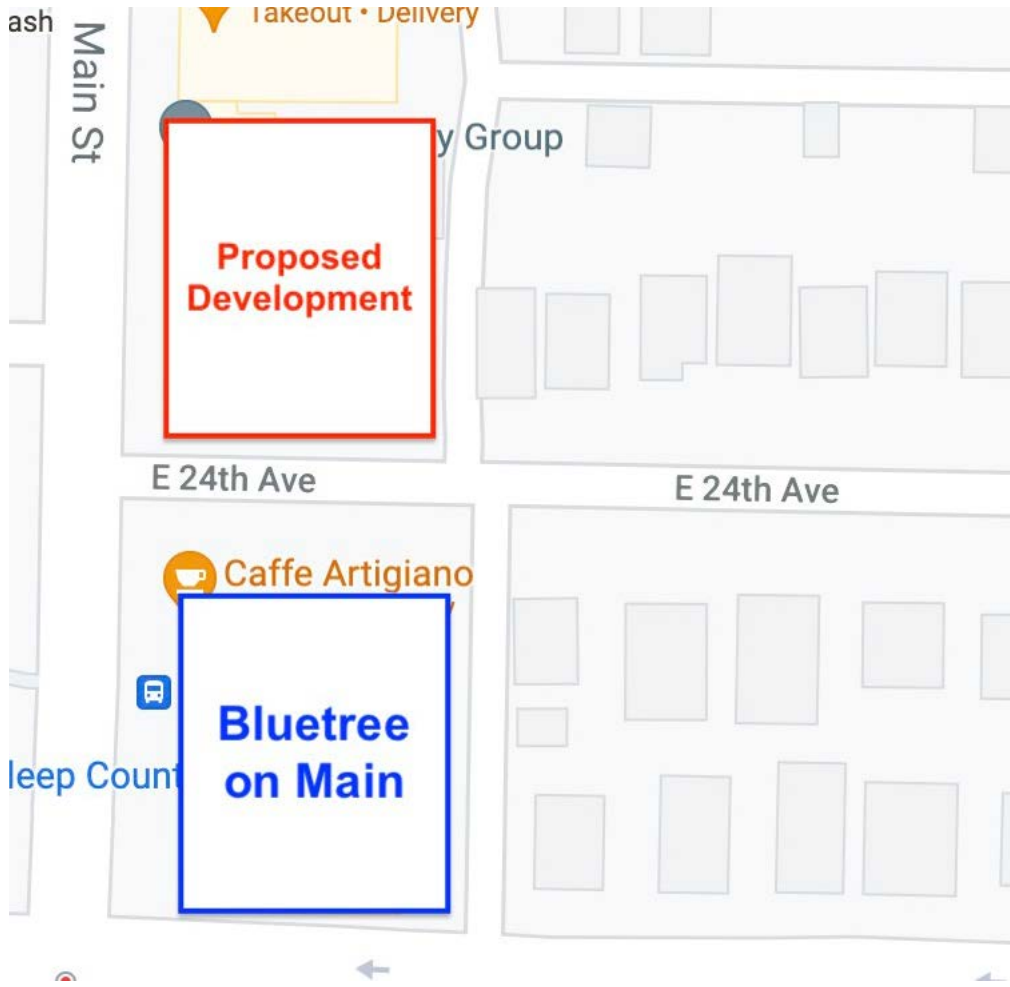 ash
Main St
Takeout • Delivery
y Group
Proposed
Development
E 24th Ave
E 24th Ave
Caffe Artigiano
Bluetree
on Main
leep Count